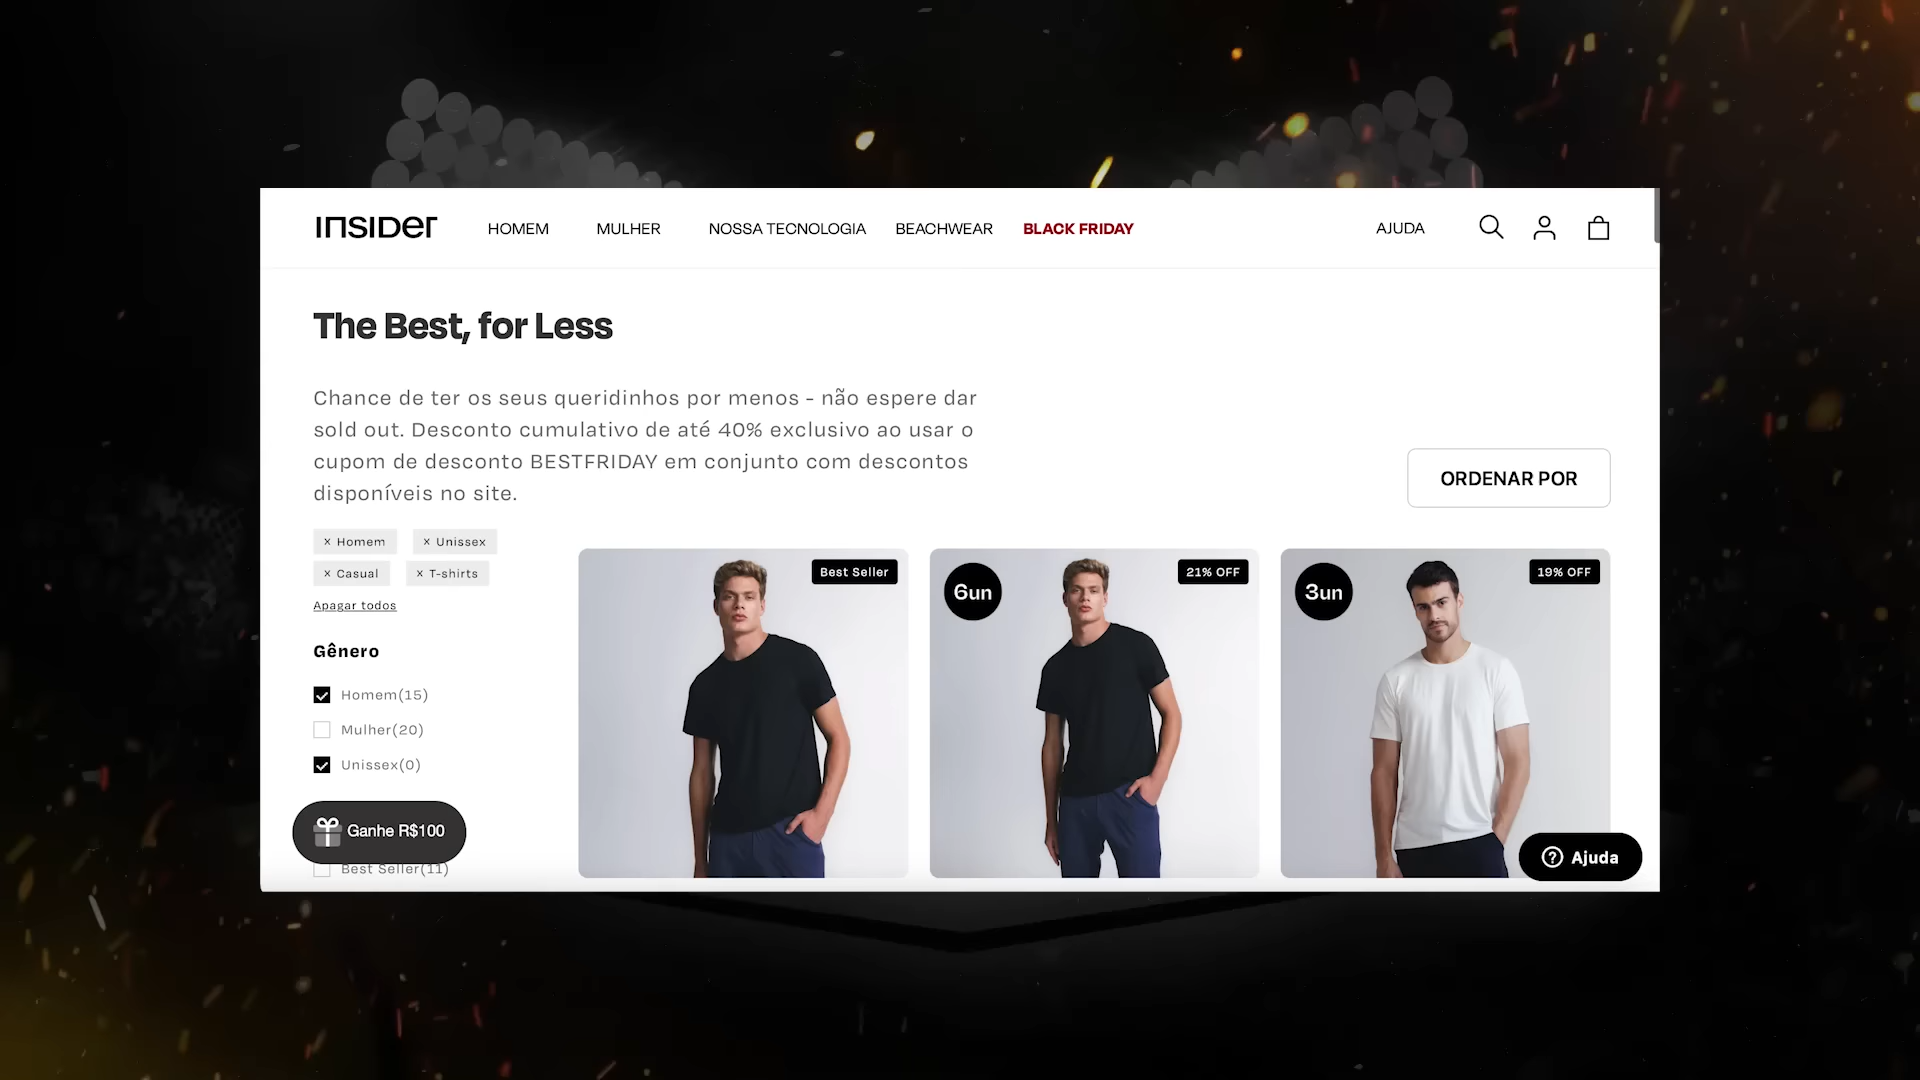 INSIDER
HOMEM MULHER NOSSA TECNOLOGIA BEACHWEAR BLACK FRIDAY AJUDA
The Best, for Less
Chance de ter os seus queridinhos por menos - não espere dar
sold out. Desconto cumulativo de até 40% exclusivo ao usar o
cupom de desconto BESTFRIDAY em conjunto com descontos
disponíveis no site.
ORDENAR POR
× Homem × Unissex
× Casual × T-shirts
Apagar todos
Gênero
Homem(15)
Mulher(20)
Unissex(0)
Ganhe R$100
Best Seller(11)
Best Seller
6un
21% OFF
3un
19% OFF
Ajuda